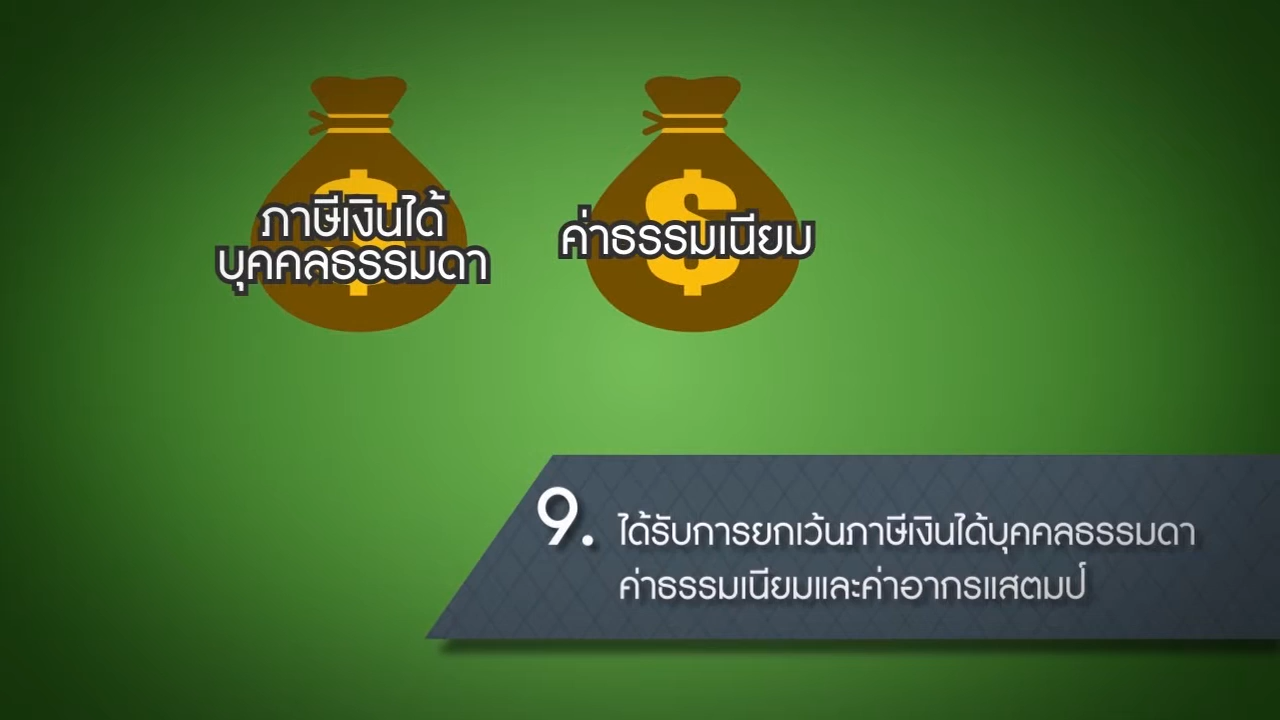 ภาษีเงินได้
บุคคลธรรมดา
ค่าธรรมเนียม
9. ได้รับการยกเว้นภาษีเงินได้บุคคลธรรมดา
ค่าธรรมเนียมและค่าอากรแสตมป์